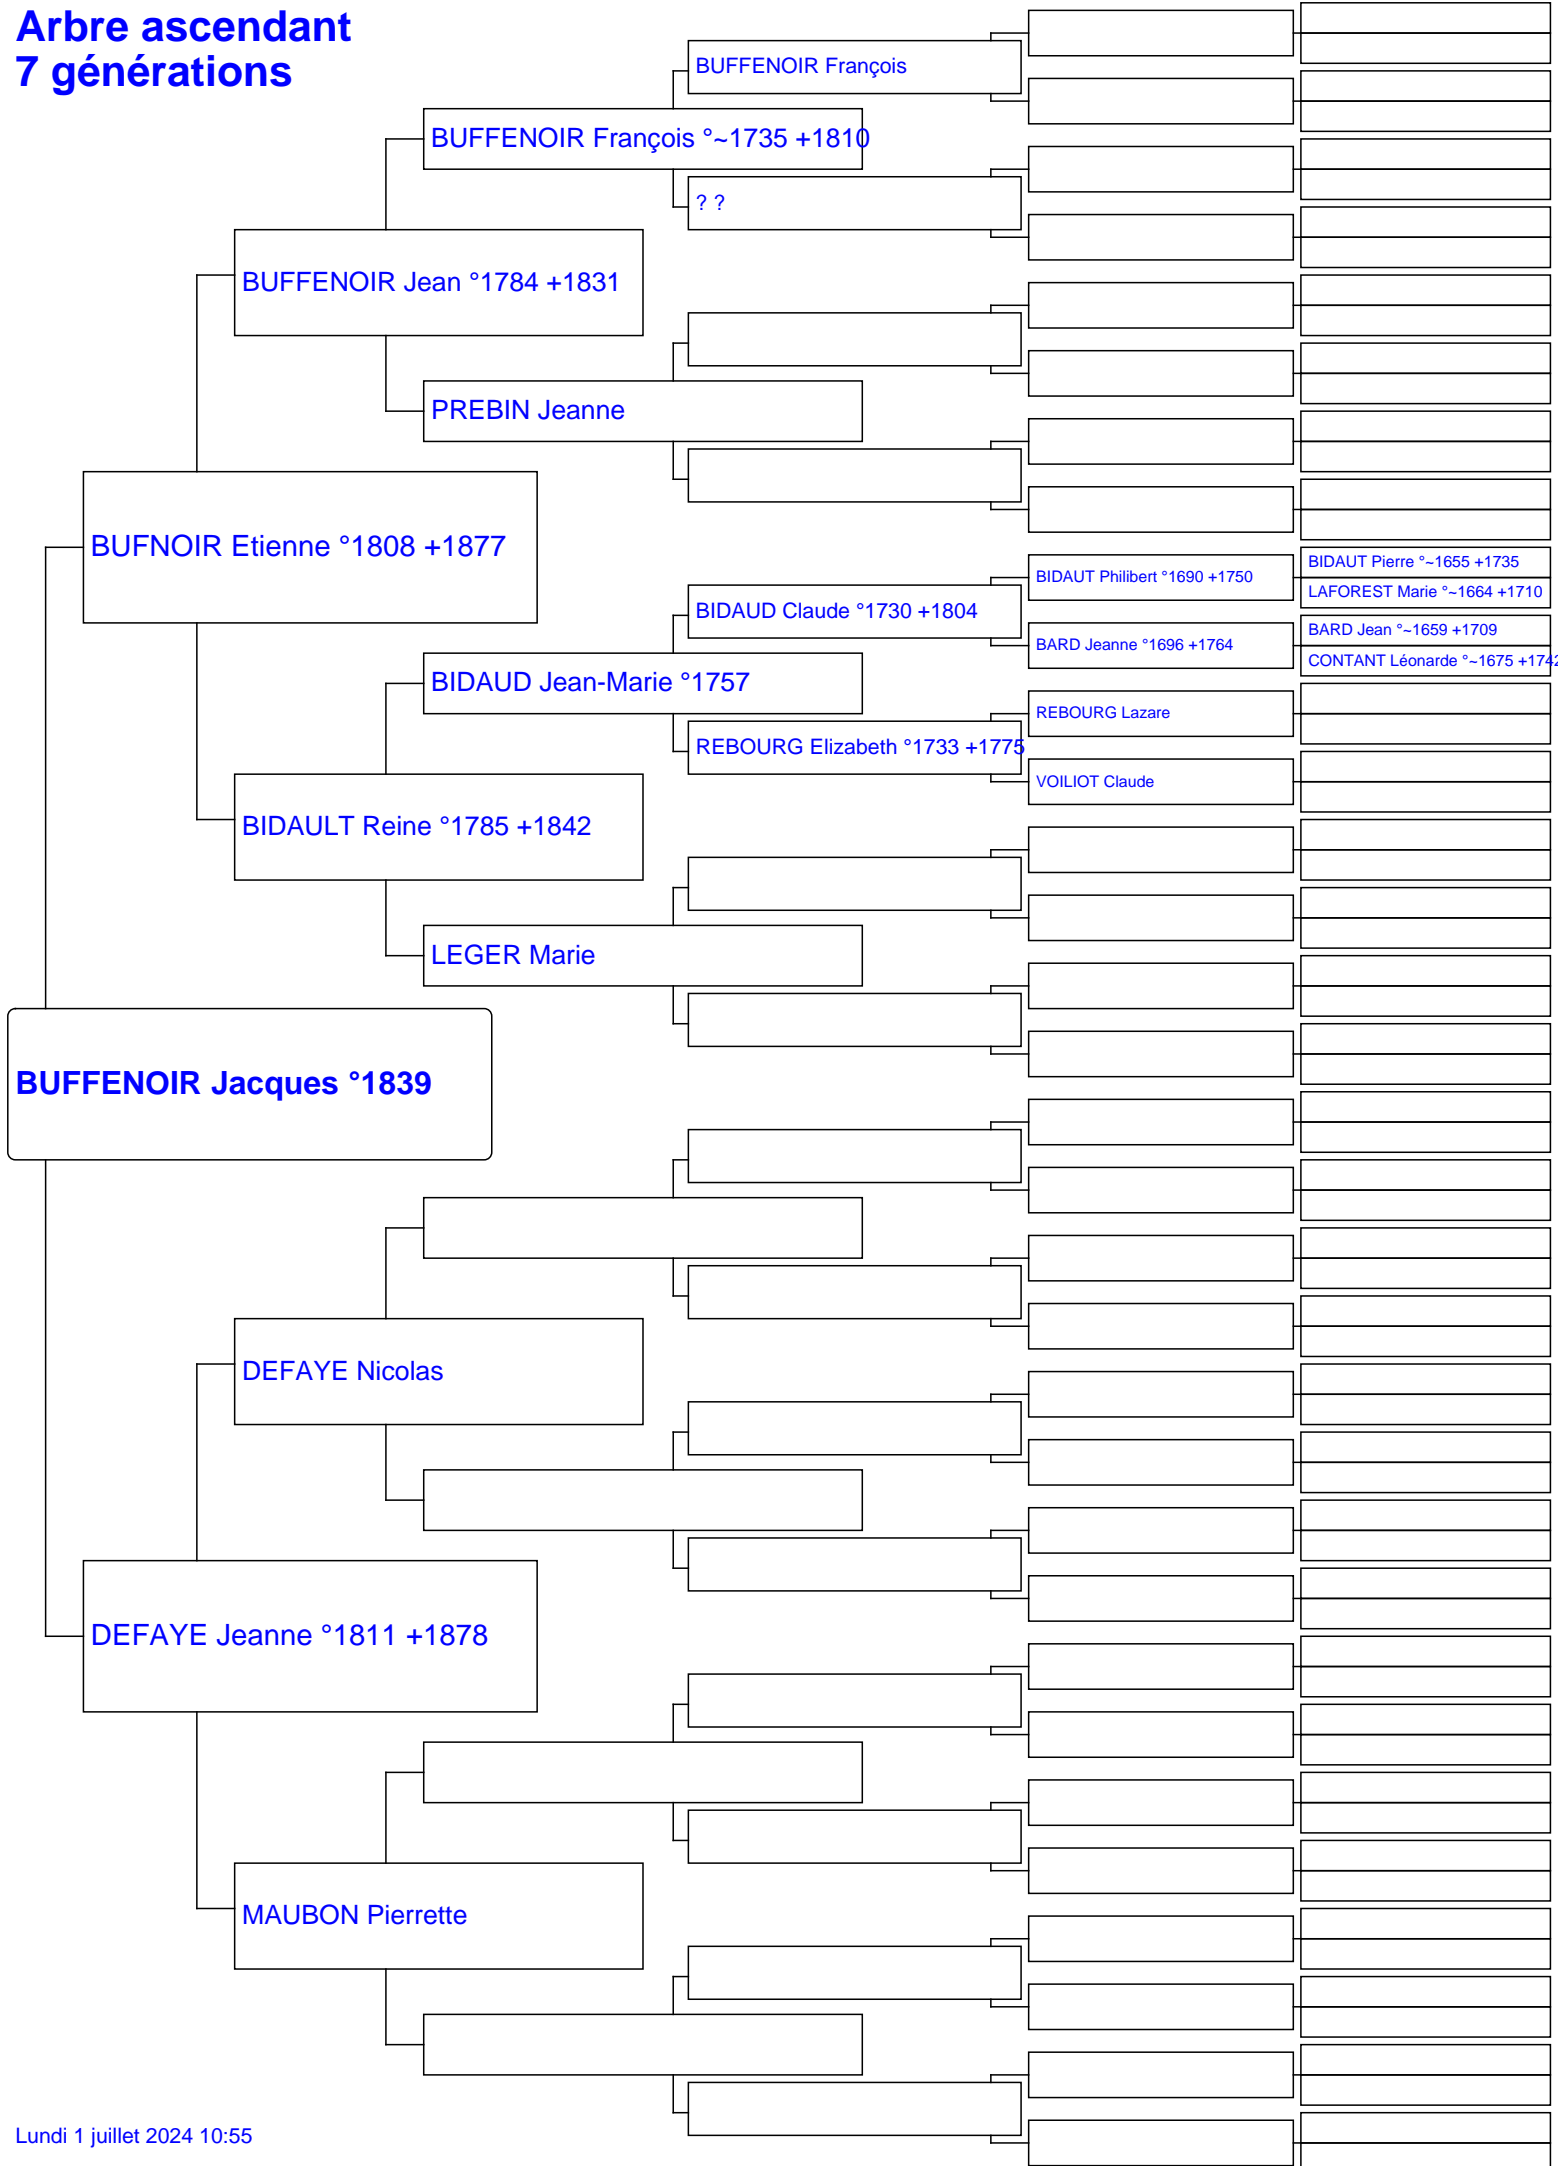 Arbre ascendant
7 générations
BUFFENOIR François
BUFFENOIR François °~1735 +1810
? ?
BUFFENOIR Jean °1784 +1831
PREBIN Jeanne
BUFNOIR Etienne °1808 +1877
BIDAUT Pierre °~1655 +1735
BIDAUT Philibert °1690 +1750
LAFOREST Marie °~1664 +1710
BIDAUD Claude °1730 +1804
BARD Jean °~1659 +1709
BARD Jeanne °1696 +1764
CONTANT Léonarde °~1675 +1742
BIDAUD Jean-Marie °1757
REBOURG Lazare
REBOURG Elizabeth °1733 +1775
VOILIOT Claude
BIDAULT Reine °1785 +1842
LEGER Marie
BUFFENOIR Jacques °1839
DEFAYE Nicolas
DEFAYE Jeanne °1811 +1878
MAUBON Pierrette
Lundi 1 juillet 2024 10:55